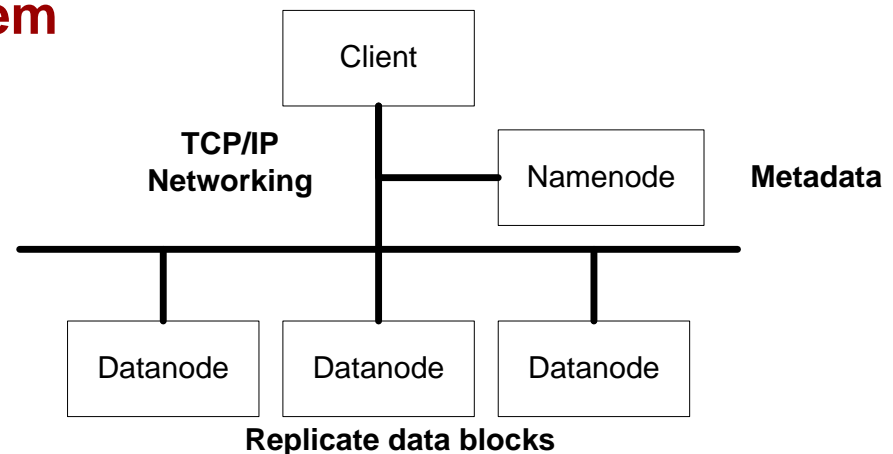 em
Client
TCP/IP
Networking
Namenode
Metadata
Datanode
Datanode
Datanode
Replicate data blocks